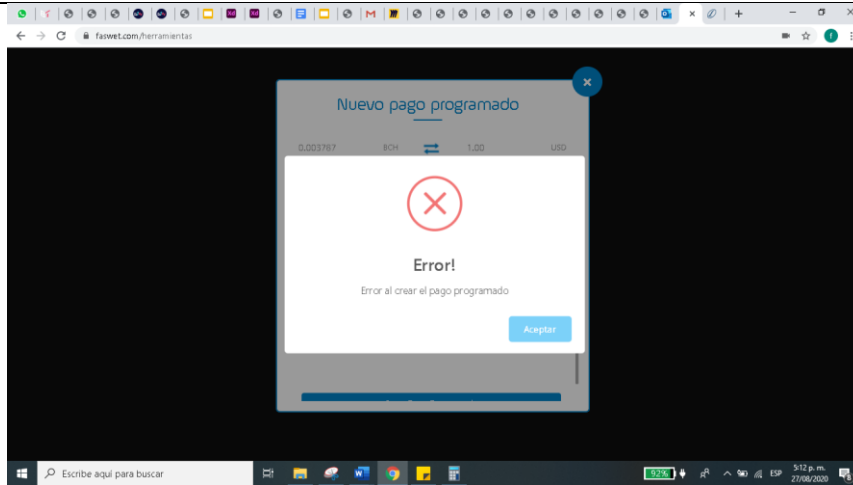 faswet.com/herramientas
Nuevo pago programado
0.003767 BCH 1.00 USD
Error!
Error al crear el pago programado
Aceptar
Escribe aquí para buscar
92%
ESP
5:12 p. m.
27/08/2020